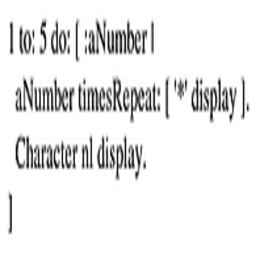 1 to: 5 do: [ :aNumber |
aNumber timesRepeat: [ '*' display ].
Character nl display.
]